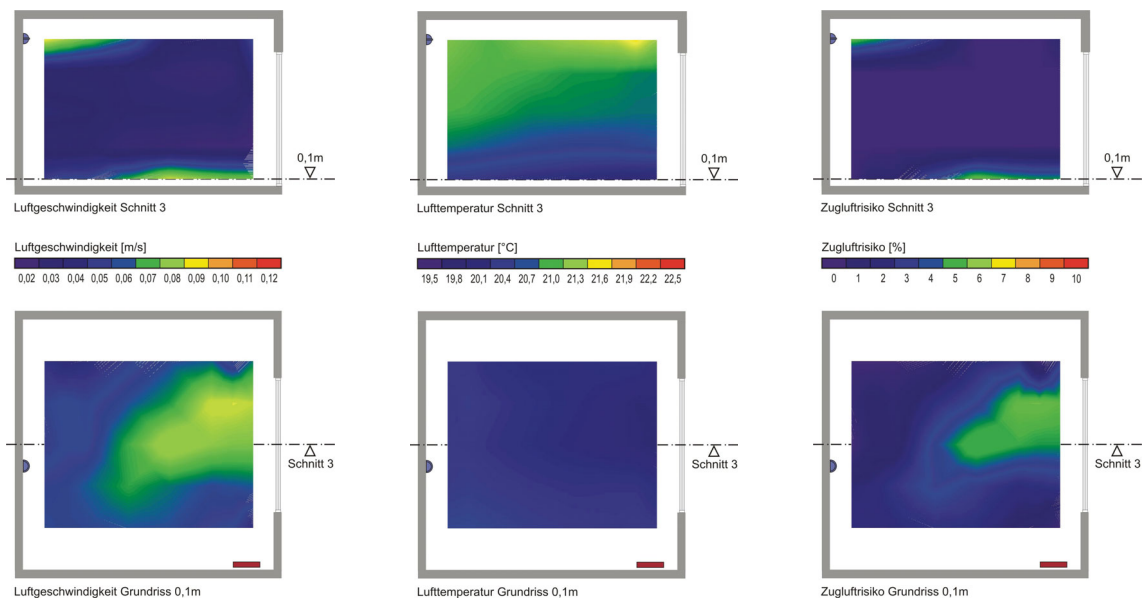 0,1m
0,1m
0,1m
Luftgeschwindigkeit Schnitt 3
Lufttemperatur Schnitt 3
Zugluftrisiko Schnitt 3
Luftgeschwindigkeit [m/s]
Lufttemperatur [°C]
Zugluftrisiko [%]
0,02 0,03 0,04 0,05 0,06 0,07 0,08 0,09 0,10 0,11 0,12
19,5 19,8 20,1 20,4 20,7 21,0 21,3 21,6 21,9 22,2 22,5
0 1 2 3 4 5 6 7 8 9 10
Schnitt 3
Schnitt 3
Schnitt 3
Luftgeschwindigkeit Grundriss 0,1m
Lufttemperatur Grundriss 0,1m
Zugluftrisiko Grundriss 0,1m